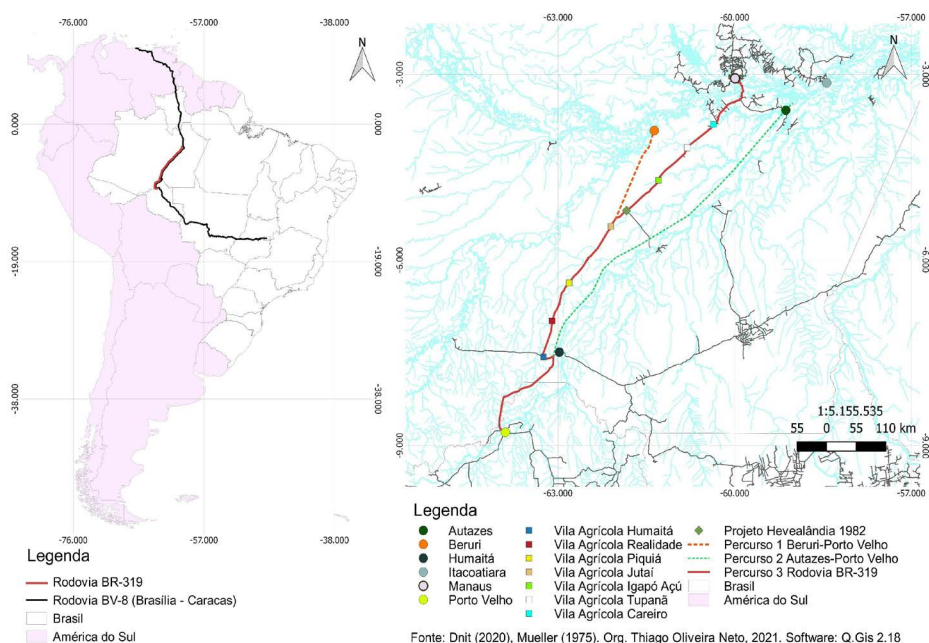 -76.000 -57.000 -38.000
N
0.000 0.000
-19.000 -19.000
-38.000 -38.000
-76.000 -57.000 -38.000
Legenda
Rodovia BR-319
Rodovia BV-8 (Brasília - Caracas)
Brasil
América do Sul
-63.000 -60.000 -57.000
N
-3.000 -3.000
-6.000 -6.000
-9.000 -9.000
1:5.155.535
55 0 55 110 km
-63.000 -60.000 -57.000
Legenda
Autazes
Beruri
Humaitá
Itacoatiara
Manaus
Porto Velho
Vila Agrícola Humaitá
Vila Agrícola Realidade
Vila Agrícola Piquiá
Vila Agrícola Jutaí
Vila Agrícola Igapó Açú
Vila Agrícola Tupanã
Vila Agrícola Careiro
Projeto Hevealândia 1982
Percurso 1 Beruri-Porto Velho
Percurso 2 Autazes-Porto Velho
Percurso 3 Rodovia BR-319
Brasil
América do Sul
Fonte: Dnit (2020), Mueller (1975). Org. Thiago Oliveira Neto, 2021. Software: Q.Gis 2.18